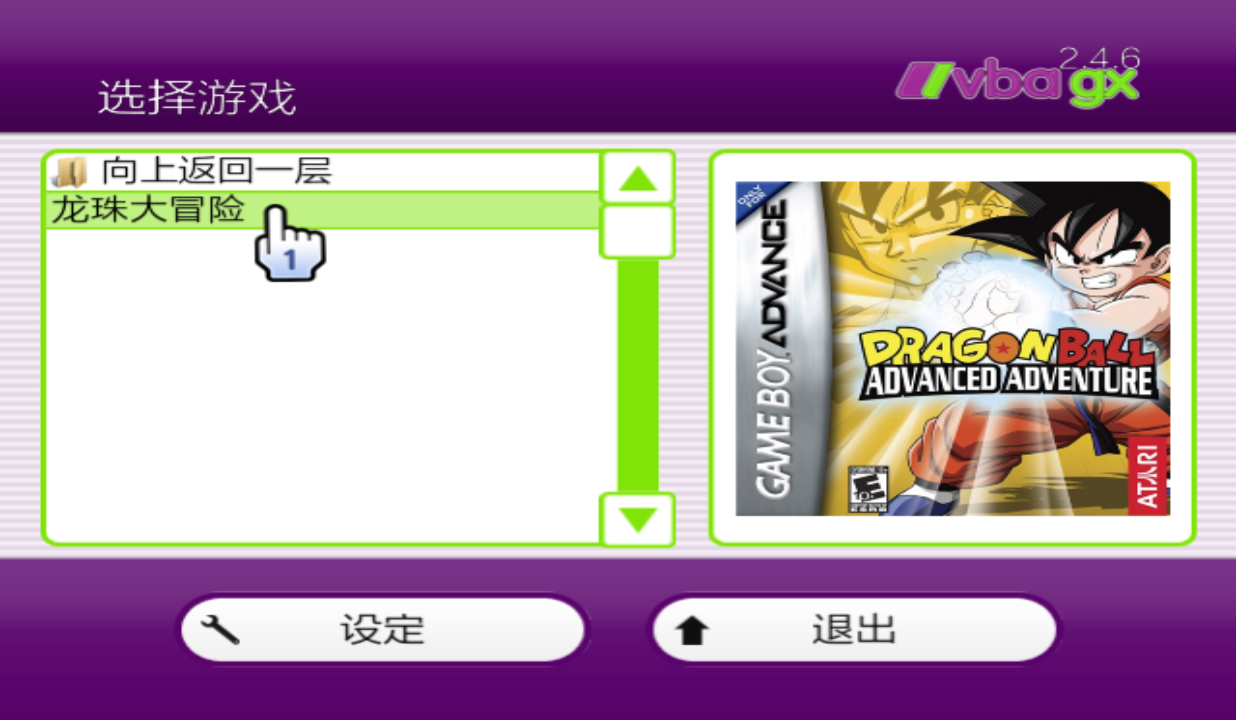 选择游戏
2.4.6
vba gx
向上返回一层
龙珠大冒险
1
ONLY FOR
GAME BOY ADVANCE
DRAGON BALL
ADVANCED ADVENTURE
E
ATARI
设定
退出